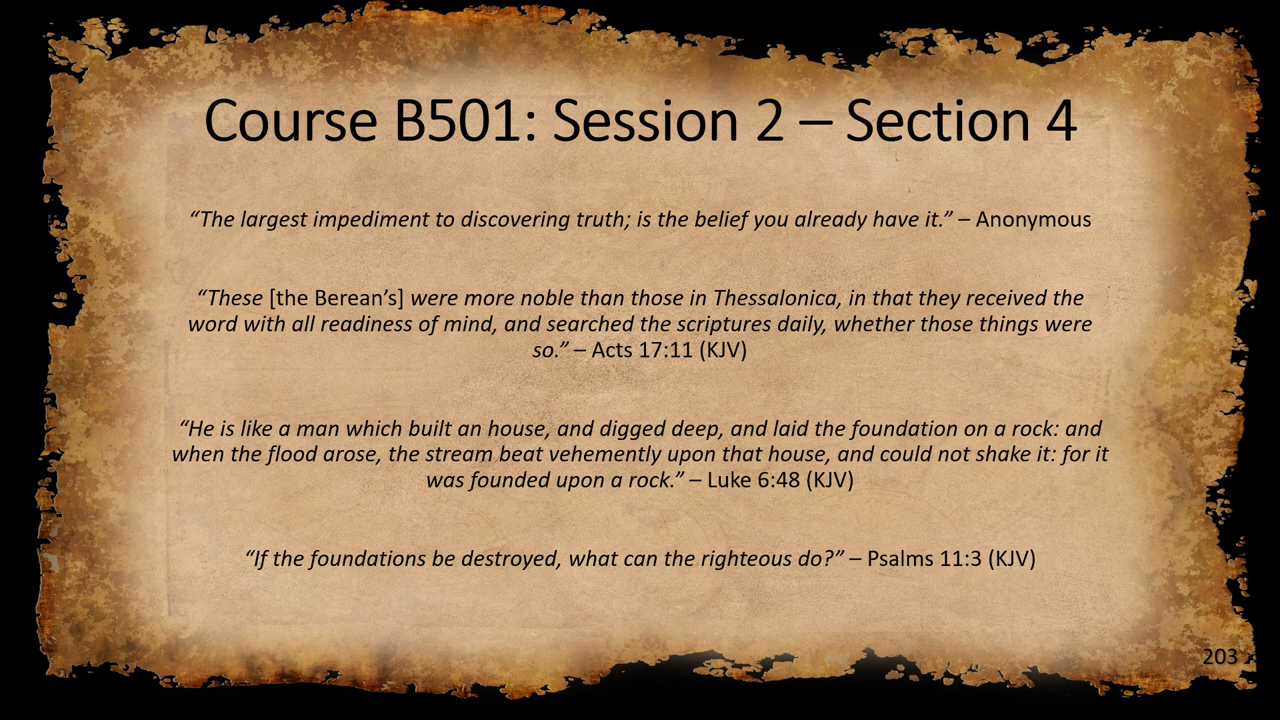 Course B501: Session 2 – Section 4
“The largest impediment to discovering truth; is the belief you already have it.” – Anonymous
“These [the Berean’s] were more noble than those in Thessalonica, in that they received the
word with all readiness of mind, and searched the scriptures daily, whether those things were
so.” – Acts 17:11 (KJV)
“He is like a man which built an house, and digged deep, and laid the foundation on a rock: and
when the flood arose, the stream beat vehemently upon that house, and could not shake it: for it
was founded upon a rock.” – Luke 6:48 (KJV)
“If the foundations be destroyed, what can the righteous do?” – Psalms 11:3 (KJV)
203